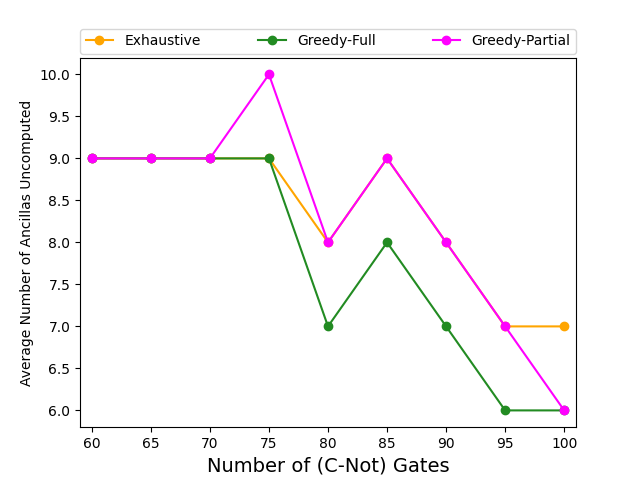 Exhaustive Greedy-Full Greedy-Partial
10.0
9.5
9.0
8.5
8.0
7.5
7.0
6.5
6.0
Average Number of Ancillas Uncomputed
60 65 70 75 80 85 90 95 100
Number of (C-Not) Gates